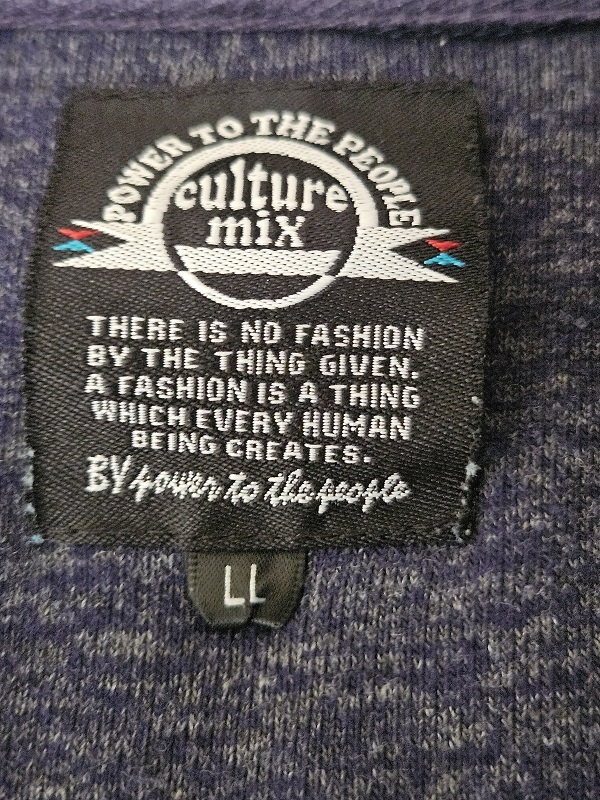 POWER TO THE PEOPLE
culture
mix
THERE IS NO FASHION
BY THE THING GIVEN.
A FASHION IS A THING
WHICH EVERY HUMAN
BEING CREATES.
BY power to the people
LL